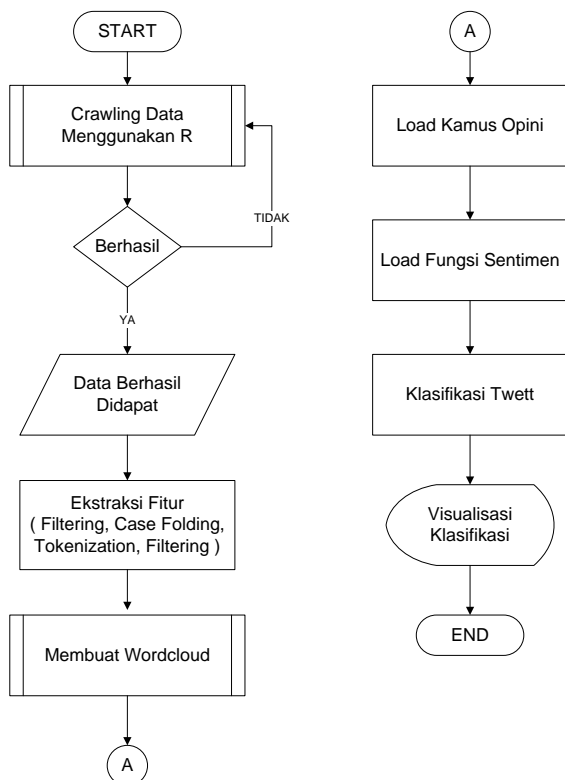 START
Crawling Data
Menggunakan R
TIDAK
Berhasil
YA
Data Berhasil
Didapat
Ekstraksi Fitur
( Filtering, Case Folding,
Tokenization, Filtering )
Membuat Wordcloud
A
A
Load Kamus Opini
Load Fungsi Sentimen
Klasifikasi Twett
Visualisasi
Klasifikasi
END